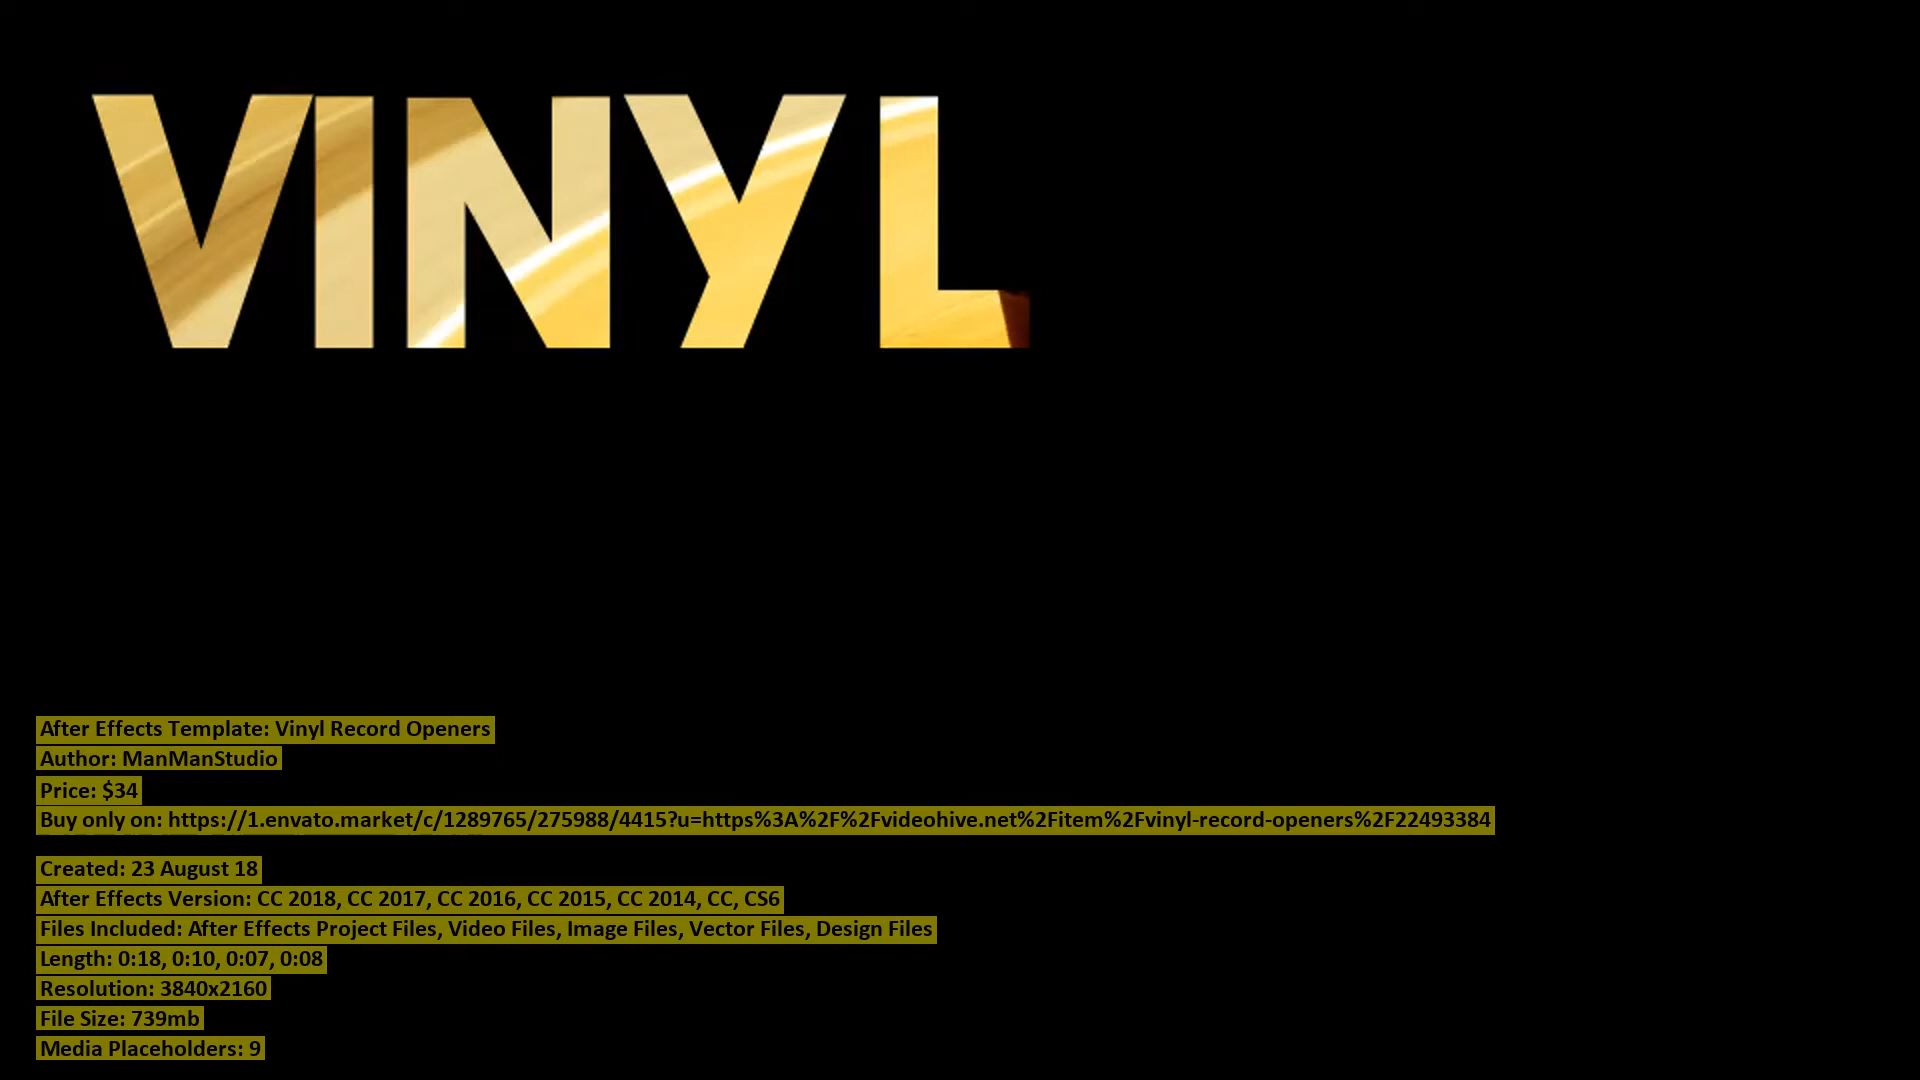 VINYL
After Effects Template: Vinyl Record Openers
Author: ManManStudio
Price: $34
Buy only on: https://1.envato.market/c/1289765/275988/4415?u=https%3A%2F%2Fvideohive.net%2Fitem%2Fvinyl-record-openers%2F22493384
Created: 23 August 18
After Effects Version: CC 2018, CC 2017, CC 2016, CC 2015, CC 2014, CC, CS6
Files Included: After Effects Project Files, Video Files, Image Files, Vector Files, Design Files
Length: 0:18, 0:10, 0:07, 0:08
Resolution: 3840x2160
File Size: 739mb
Media Placeholders: 9